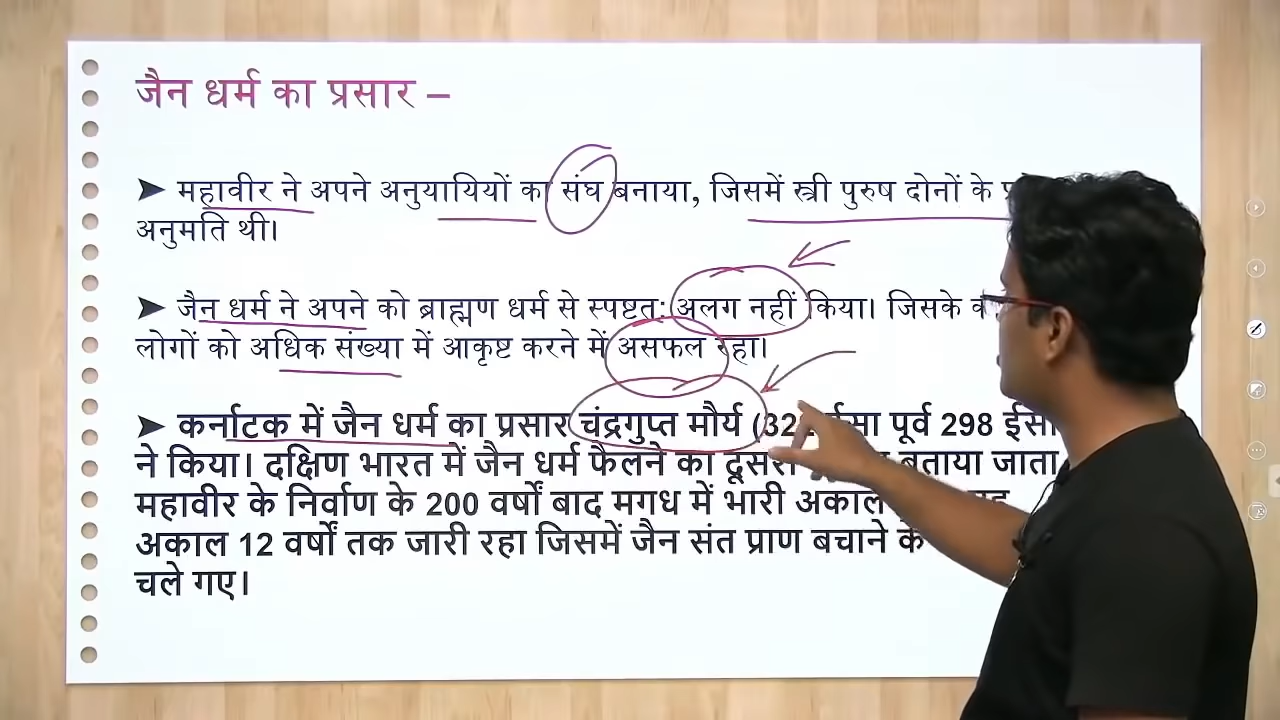 जैन धर्म का प्रसार –
➤ महावीर ने अपने अनुयायियों का संघ बनाया, जिसमें स्त्री पुरुष दोनों के
अनुमति थी।
➤ जैन धर्म ने अपने को ब्राह्मण धर्म से स्पष्टत: अलग नहीं किया। जिसके
लोगों को अधिक संख्या में आकृष्ट करने में असफल रहा।
➤ कर्नाटक में जैन धर्म का प्रसार चंद्रगुप्त मौर्य पूर्व 298
ने किया। दक्षिण भारत में जैन धर्म फैलने का बताया जाता
महावीर के निर्वाण के 200 वर्षों बाद मगध में भारी अकाल
अकाल 12 वर्षों तक जारी रहा जिसमें जैन संत प्राण बचाने के
चले गए।